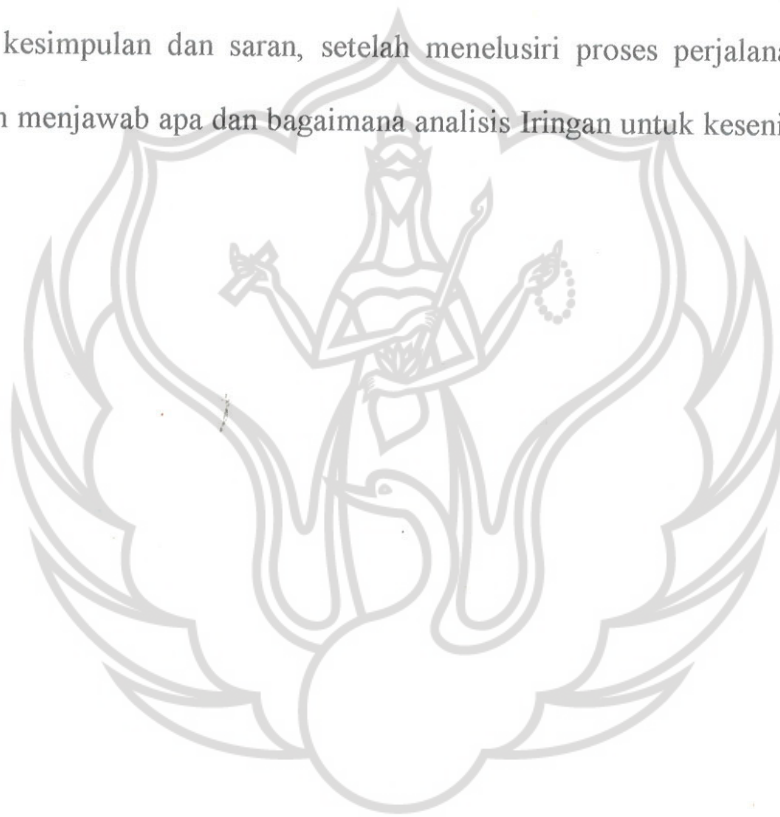 kesimpulan dan saran, setelah menelusiri proses perjalana
menjawab apa dan bagaimana analisis Iringan untuk keseni